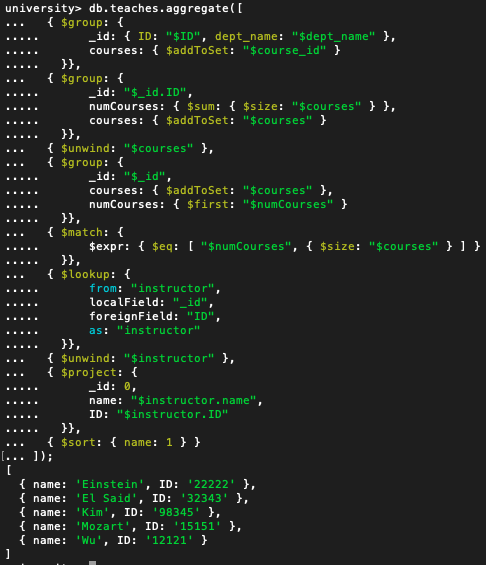 university> db.teaches.aggregate([
...   { $group: {
.....       _id: { ID: "$ID", dept_name: "$dept_name" },
.....       courses: { $addToSet: "$course_id" }
.....   }},
...   { $group: {
.....       _id: "$_id.ID",
.....       numCourses: { $sum: { $size: "$courses" } },
.....       courses: { $addToSet: "$courses" }
.....   }},
...   { $unwind: "$courses" },
...   { $group: {
.....       _id: "$_id",
.....       courses: { $addToSet: "$courses" },
.....       numCourses: { $first: "$numCourses" }
.....   }},
...   { $match: {
.....       $expr: { $eq: [ "$numCourses", { $size: "$courses" } ] }
.....   }},
...   { $lookup: {
.....       from: "instructor",
.....       localField: "_id",
.....       foreignField: "ID",
.....       as: "instructor"
.....   }},
...   { $unwind: "$instructor" },
...   { $project: {
.....       _id: 0,
.....       name: "$instructor.name",
.....       ID: "$instructor.ID"
.....   }},
...   { $sort: { name: 1 } }
[... ]);
[
  { name: 'Einstein', ID: '22222' },
  { name: 'El Said', ID: '32343' },
  { name: 'Kim', ID: '98345' },
  { name: 'Mozart', ID: '15151' },
  { name: 'Wu', ID: '12121' }
]